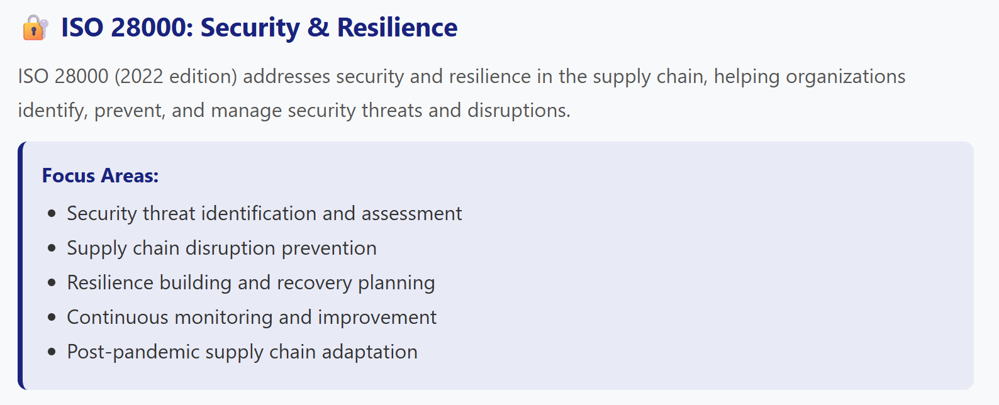 ISO 28000: Security & Resilience
ISO 28000 (2022 edition) addresses security and resilience in the supply chain, helping organizations
identify, prevent, and manage security threats and disruptions.
Focus Areas:
• Security threat identification and assessment
• Supply chain disruption prevention
• Resilience building and recovery planning
• Continuous monitoring and improvement
• Post-pandemic supply chain adaptation